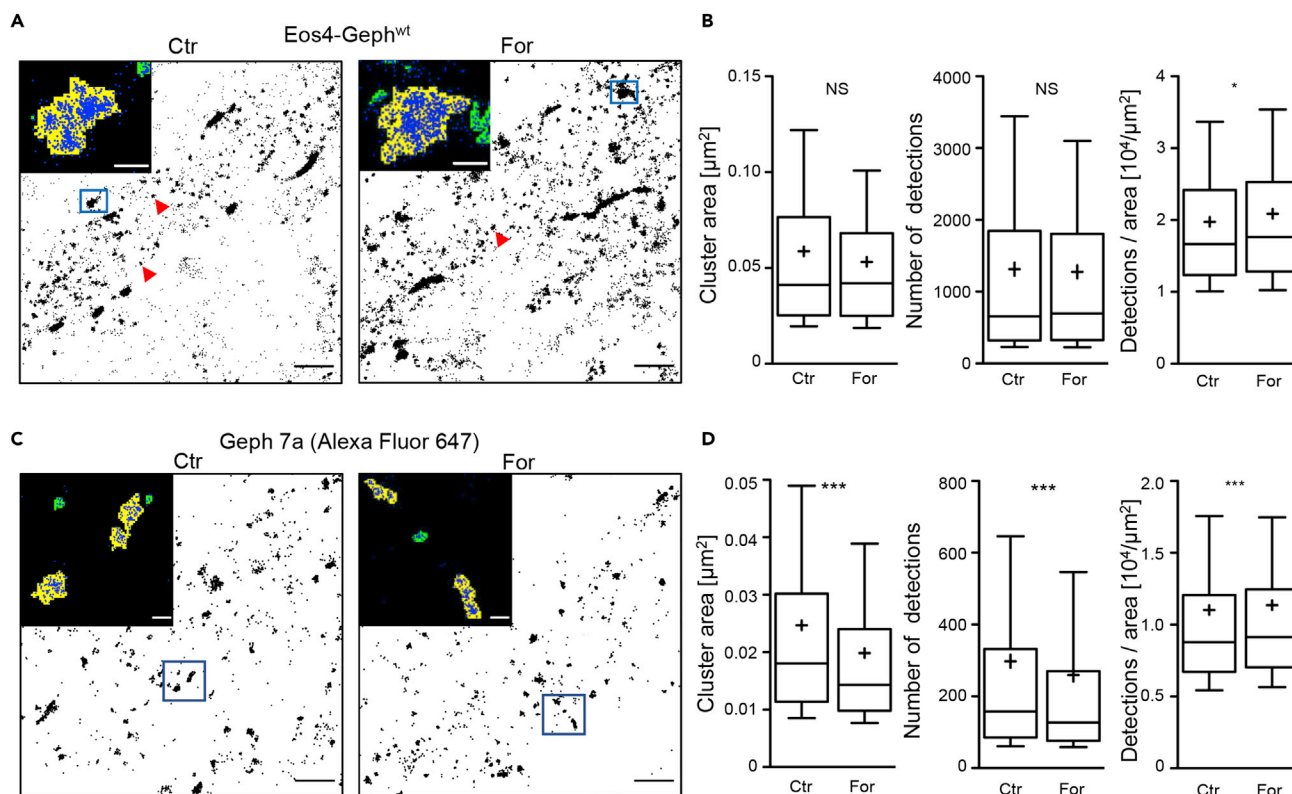 A
Eos4-Gephwt
Ctr
For
B
Cluster area [µm²]
0.15
0.10
0.05
0
NS
Ctr
For
Number of detections
4000
3000
2000
1000
0
NS
Ctr
For
Detections / area [10⁴/µm²]
4
3
2
1
0
*
Ctr
For
C
Geph 7a (Alexa Fluor 647)
Ctr
For
D
Cluster area [µm²]
0.05
0.04
0.03
0.02
0.01
0
***
Ctr
For
Number of detections
800
600
400
200
0
***
Ctr
For
Detections / area [10⁴/µm²]
2.0
1.5
1.0
0.5
0
***
Ctr
For